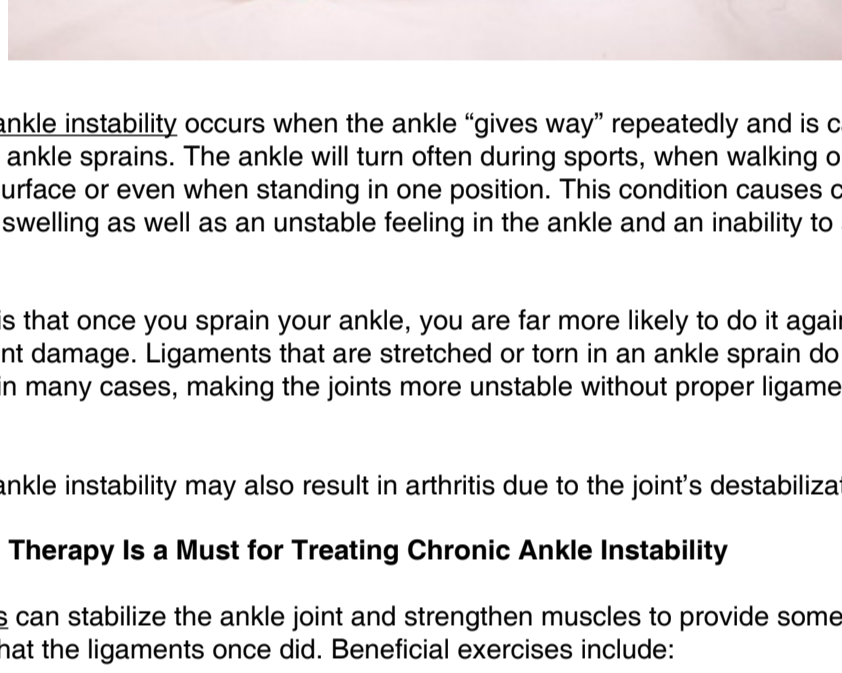 ankle instability occurs when the ankle “gives way” repeatedly and is
ankle sprains. The ankle will turn often during sports, when walking
or even when standing in one position. This condition causes
swelling as well as an unstable feeling in the ankle and an inability to
is that once you sprain your ankle, you are far more likely to do it
damage. Ligaments that are stretched or torn in an ankle sprain do
in many cases, making the joints more unstable without proper
ankle instability may also result in arthritis due to the joint’s
Therapy Is a Must for Treating Chronic Ankle Instability
can stabilize the ankle joint and strengthen muscles to provide some
the ligaments once did. Beneficial exercises include: